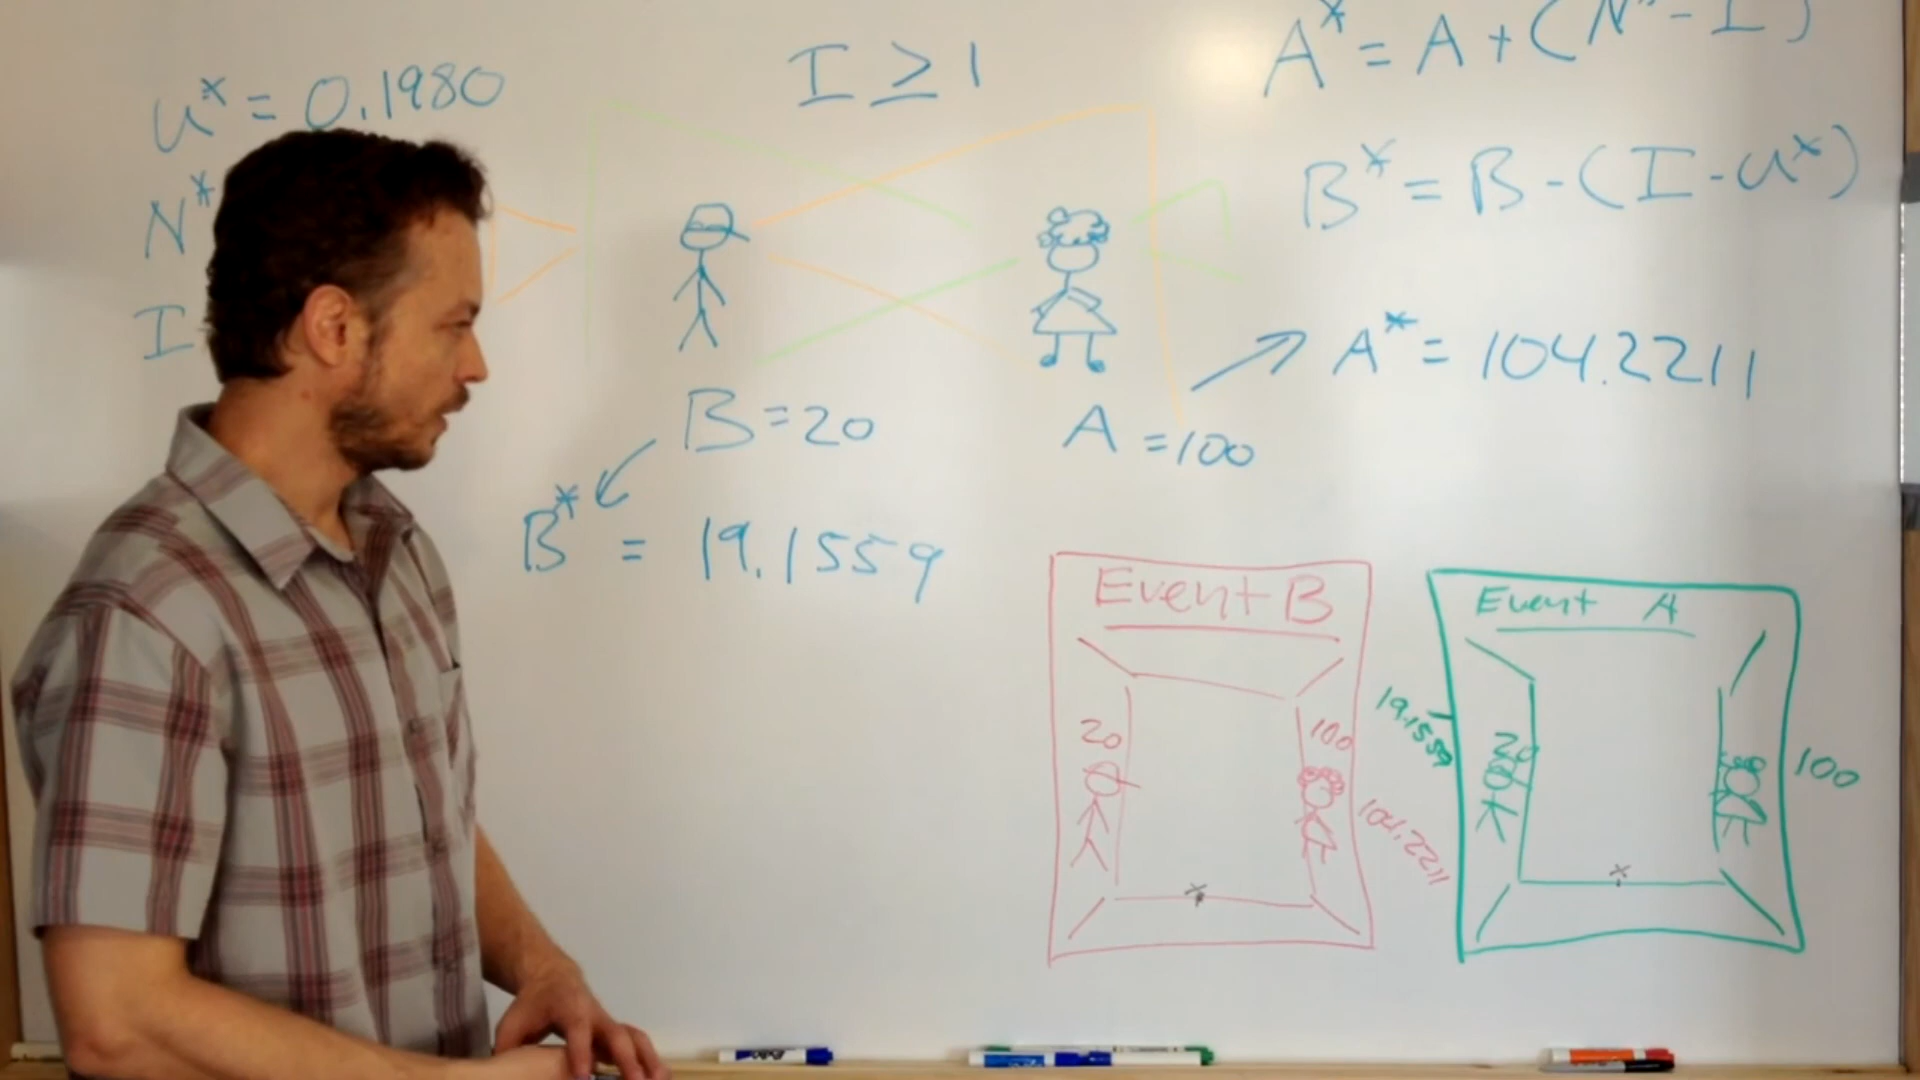 u* = 0.1980
N*
I
I ≥ 1
A* = A + (N* - I)
B* = B - (I - u*)
A* = 104.2211
B = 20
A = 100
B* = 19.1559
Event B
20
100
104.2211
Event A
19.1559
20
100